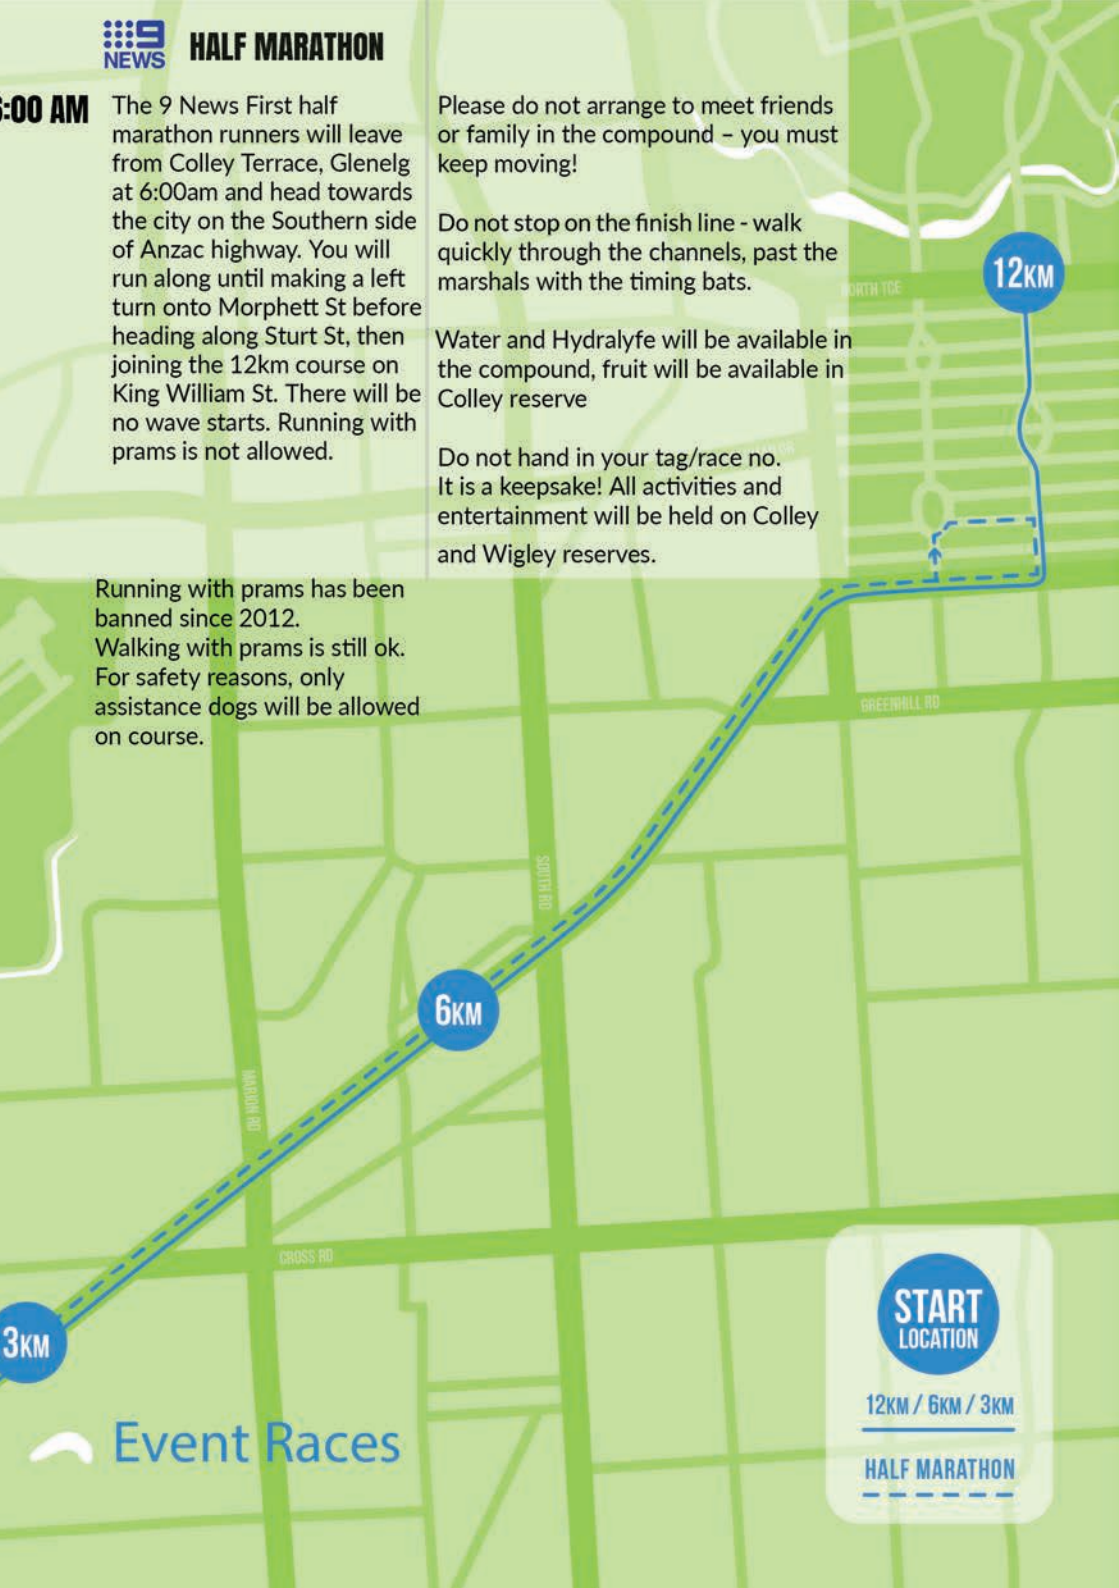 9
NEWS
HALF MARATHON
:00 AM
The 9 News First half
marathon runners will leave
from Colley Terrace, Glenelg
at 6:00am and head towards
the city on the Southern side
of Anzac highway. You will
run along until making a left
turn onto Morphett St before
heading along Sturt St, then
joining the 12km course on
King William St. There will be
no wave starts. Running with
prams is not allowed.
Running with prams has been
banned since 2012.
Walking with prams is still ok.
For safety reasons, only
assistance dogs will be allowed
on course.
Please do not arrange to meet friends
or family in the compound – you must
keep moving!
Do not stop on the finish line - walk
quickly through the channels, past the
marshals with the timing bats.
Water and Hydralyfe will be available in
the compound, fruit will be available in
Colley reserve
Do not hand in your tag/race no.
It is a keepsake! All activities and
entertainment will be held on Colley
and Wigley reserves.
NORTH TCE
12KM
GREENHILL RD
SOUTH RD
6KM
MARION RD
CROSS RD
3KM
START
LOCATION
12KM / 6KM / 3KM
HALF MARATHON
Event Races